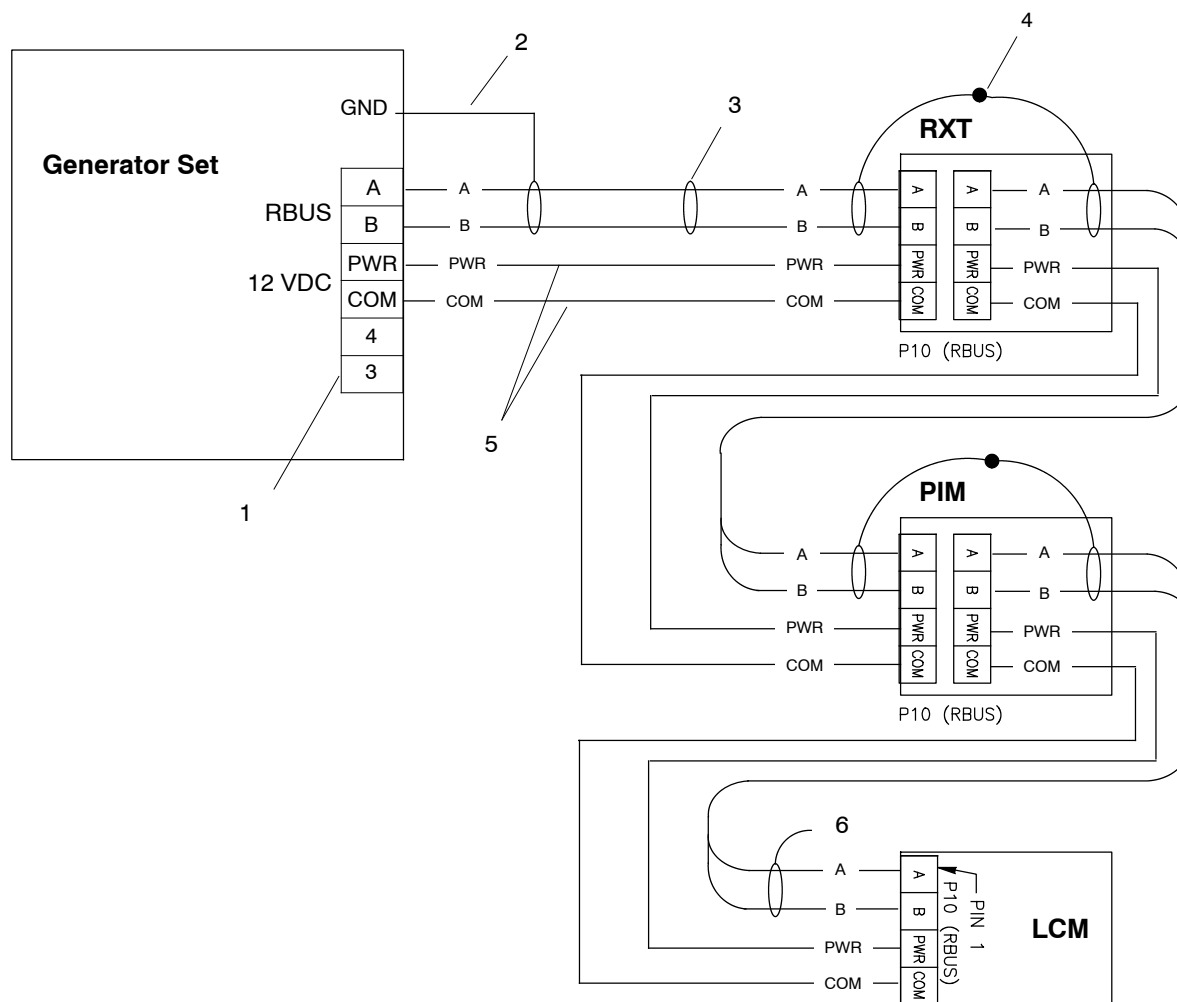 2
4
3
GND
RXT
Generator Set
A
A
A
A
A
A
RBUS
B
B
B
B
B
B
12 VDC
PWR
PWR
PWR
PWR
PWR
PWR
COM
COM
COM
COM
COM
COM
4
3
P10 (RBUS)
5
1
PIM
A
A
A
A
B
B
B
B
PWR
PWR
PWR
PWR
COM
COM
COM
COM
P10 (RBUS)
6
A
A
B
B
PWR
PWR
COM
COM
PIN 1
P10 (RBUS)
LCM